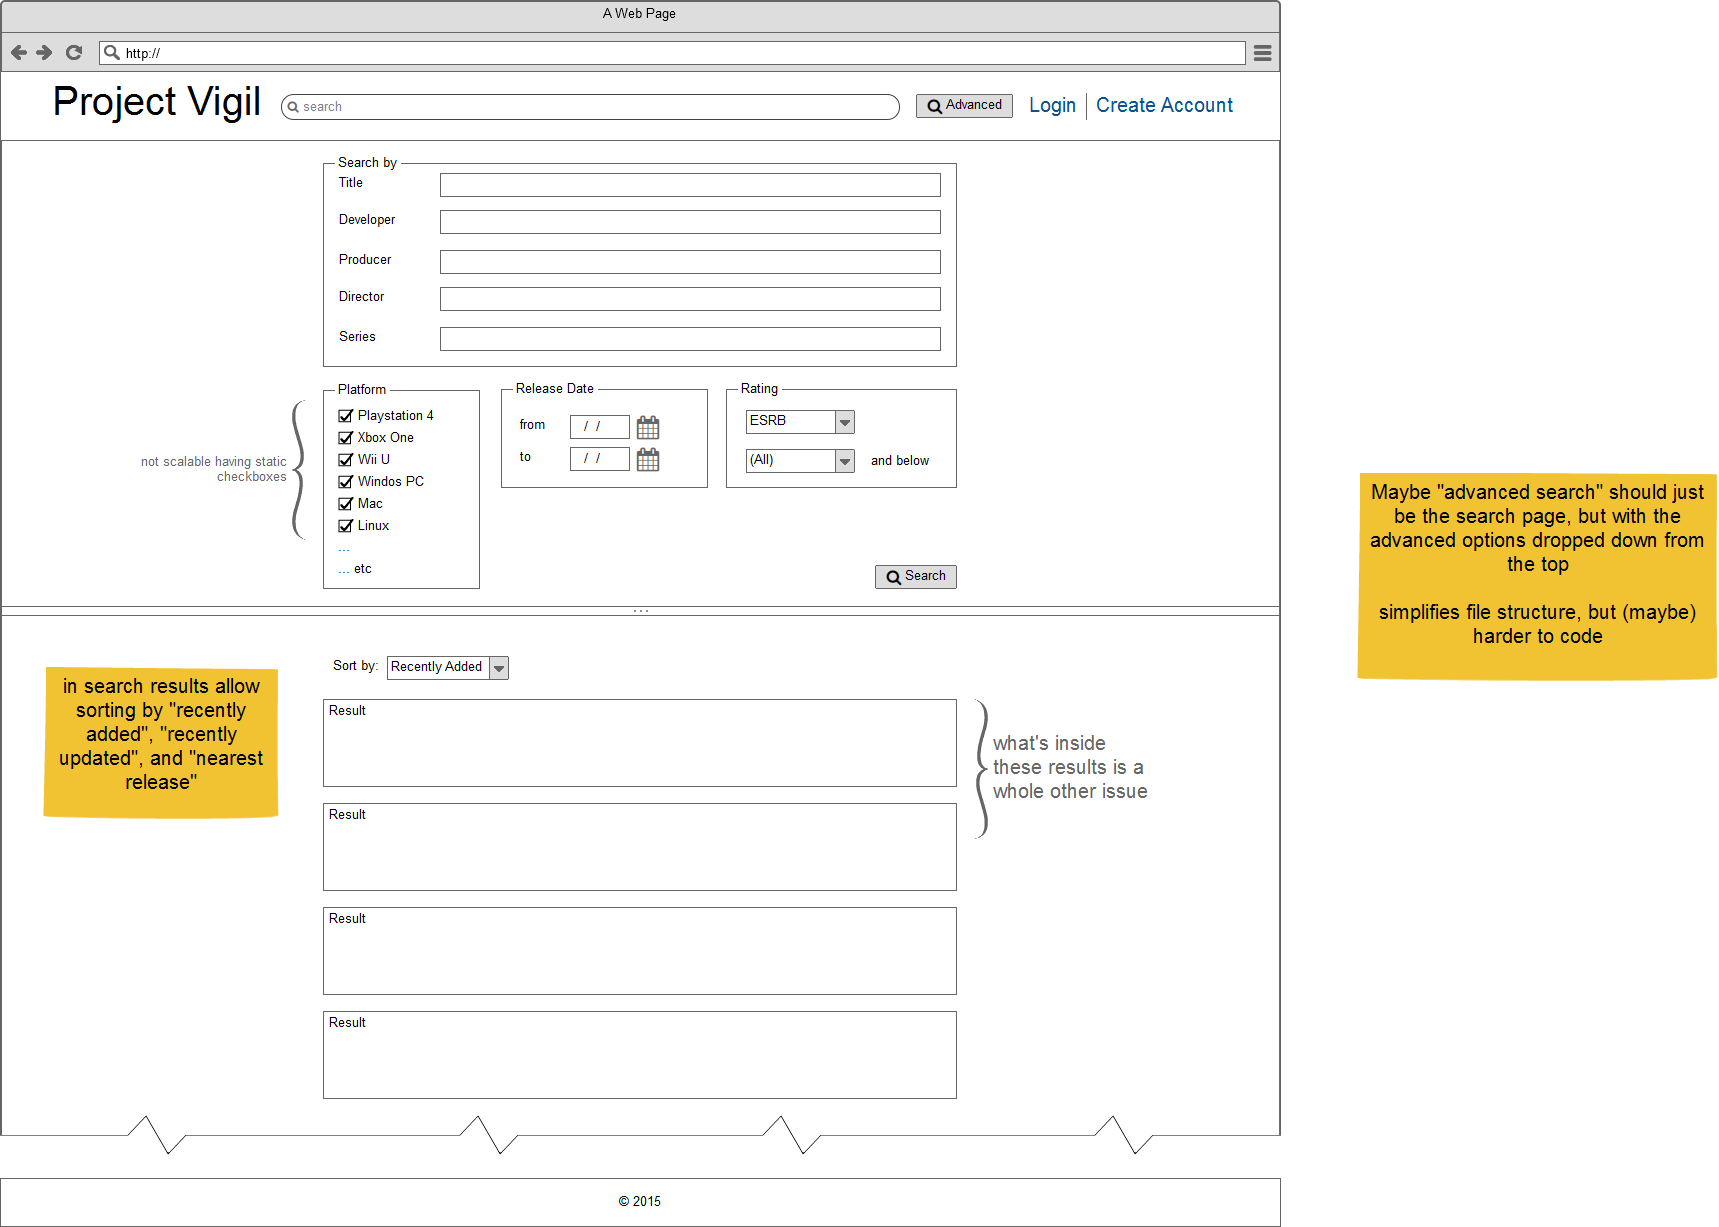 A Web Page
http://
Project Vigil
search
Advanced
Login
Create Account
Search by
Title
Developer
Producer
Director
Series
Platform
Playstation 4
Xbox One
Wii U
Windos PC
Mac
Linux
...
... etc
not scalable having static
checkboxes
Release Date
from
/ /
to
/ /
Rating
ESRB
(All)
and below
Search
...
Maybe "advanced search" should just
be the search page, but with the
advanced options dropped down from
the top
simplifies file structure, but (maybe)
harder to code
Sort by:
Recently Added
in search results allow
sorting by "recently
added", "recently
updated", and "nearest
release"
Result
what's inside
these results is a
whole other issue
Result
Result
Result
© 2015